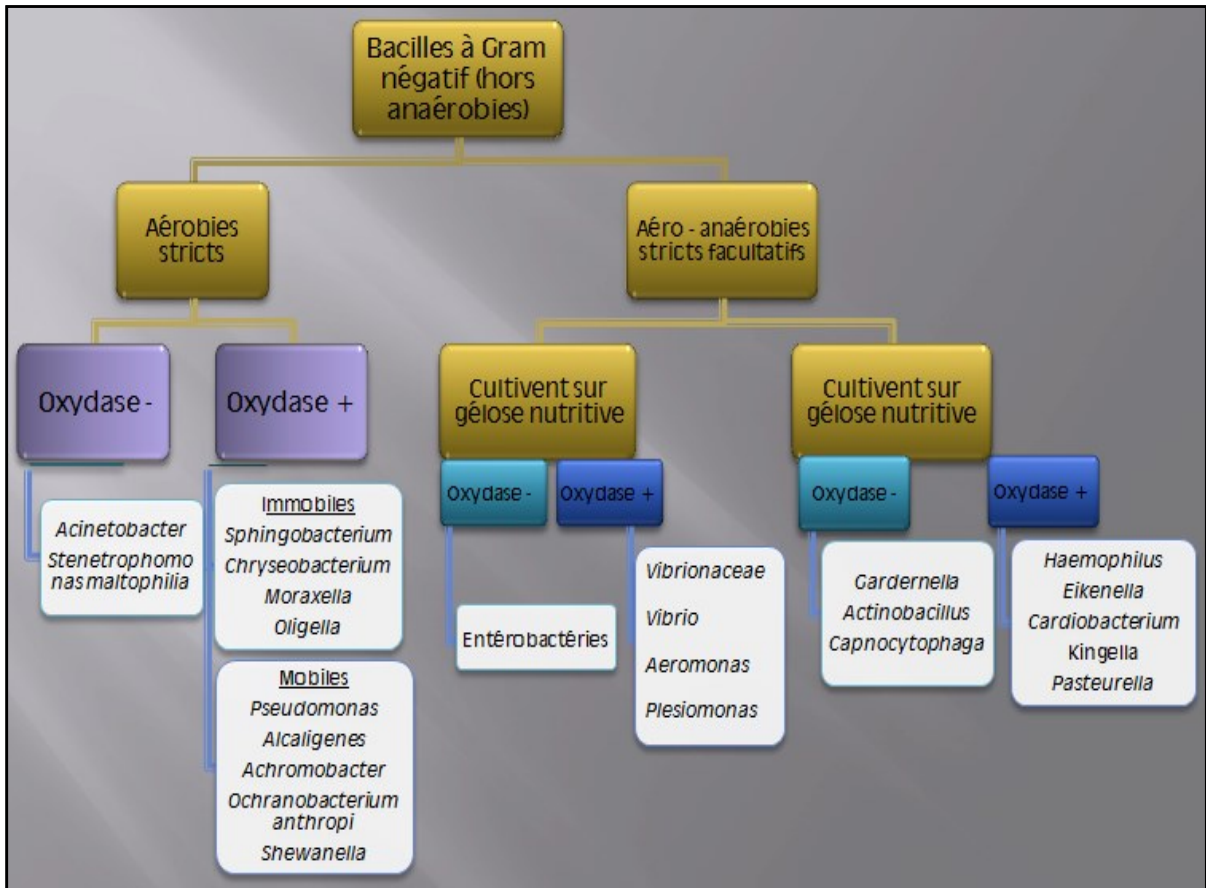 Bacilles à Gram
négatif (hors
anaérobies)
Aérobies
stricts
Aéro - anaérobies
stricts facultatifs
Oxydase -
Oxydase +
Cultivent sur
gélose nutritive
Cultivent sur
gélose nutritive
Oxydase -
Oxydase +
Oxydase -
Oxydase +
Acinetobacter
Stenetrophomo
nas maltophilia
Immobiles
Sphingobacterium
Chryseobacterium
Moraxella
Oligella
Mobiles
Pseudomonas
Alcaligenes
Achromobacter
Ochranobacterium
anthropi
Shewanella
Entérobactéries
Vibrionaceae
Vibrio
Aeromonas
Plesiomonas
Gardernella
Actinobacillus
Capnocytophaga
Haemophilus
Eikenella
Cardiobacterium
Kingella
Pasteurella